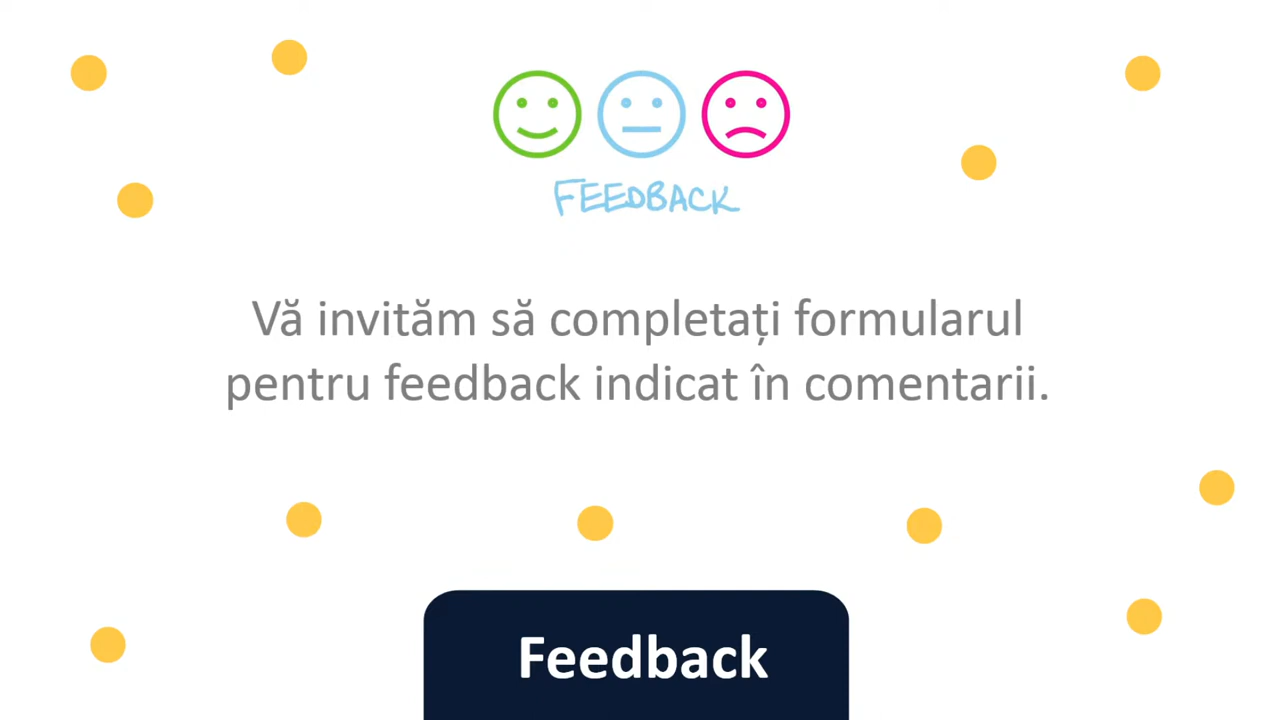 FEEDBACK
Vă invităm să completați formularul
pentru feedback indicat în comentarii.
Feedback